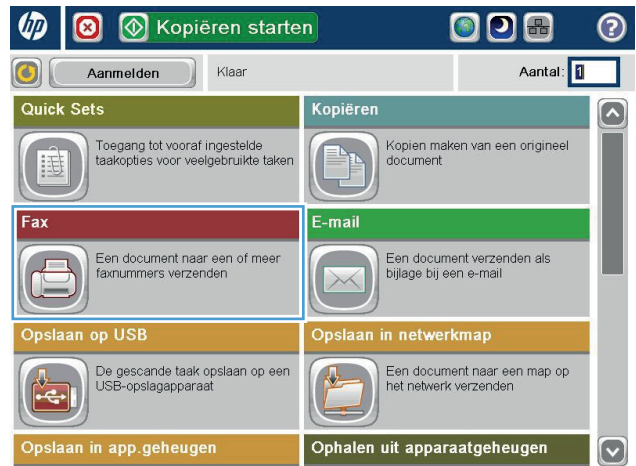 hp
Kopiëren starten
?
Aanmelden
Klaar
Aantal: 1
Quick Sets
Toegang tot vooraf ingestelde
taakopties voor veelgebruikte taken
Kopiëren
Kopien maken van een origineel
document
Fax
Een document naar een of meer
faxnummers verzenden
E-mail
Een document verzenden als
bijlage bij een e-mail
Opslaan op USB
De gescande taak opslaan op een
USB-opslagapparaat
Opslaan in netwerkmap
Een document naar een map op
het netwerk verzenden
Opslaan in app.geheugen
Ophalen uit apparaatgeheugen